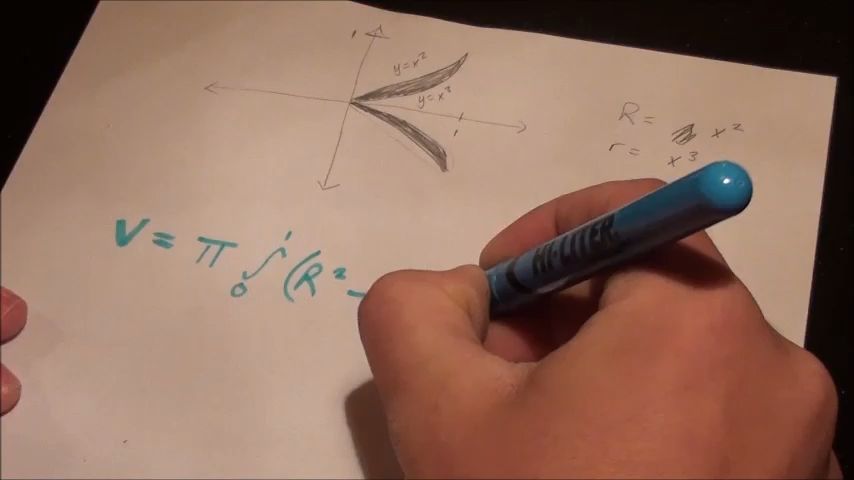 y=x²
y=x³
1
1
R= x²
r= x³
V= π ∫₀¹ (R² -
HI-LITER